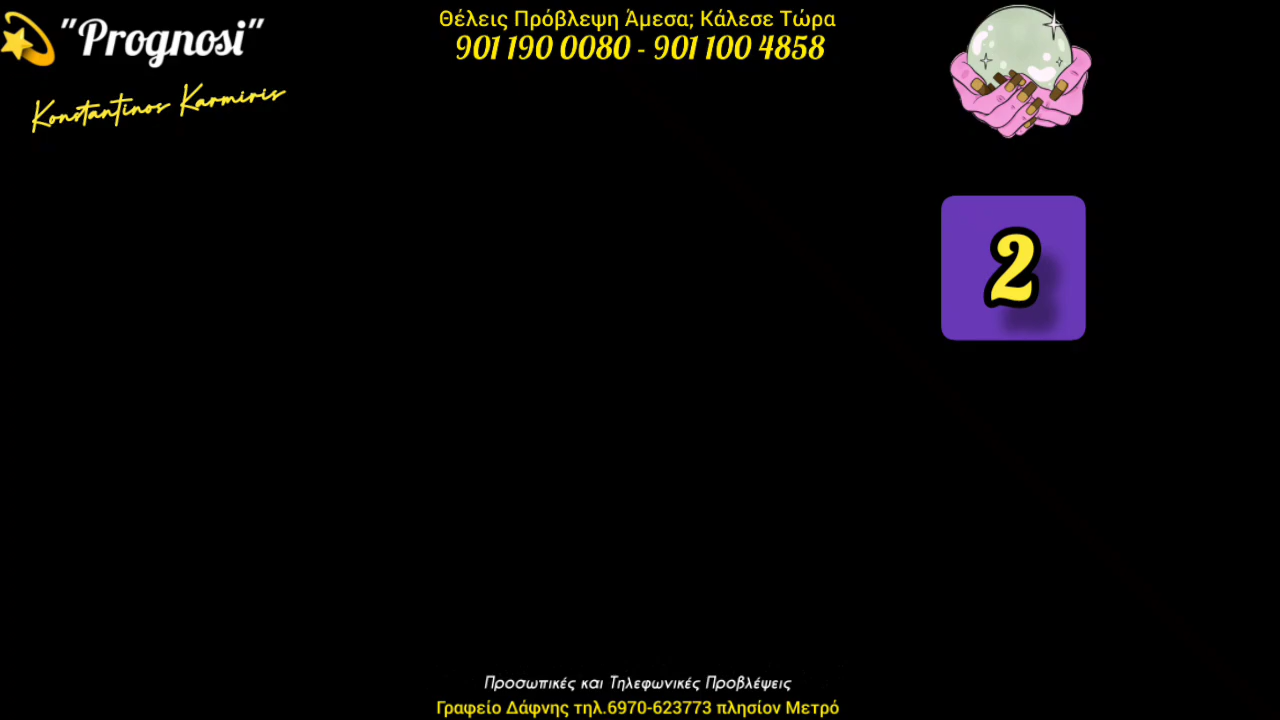 "Prognosi"
Konstantinos Karmiris
Θέλεις Πρόβλεψη Άμεσα; Κάλεσε Τώρα
901 190 0080 - 901 100 4858
2
Προσωπικές και Τηλεφωνικές Προβλέψεις
Γραφείο Δάφνης τηλ.6970-623773 πλησίον Μετρό